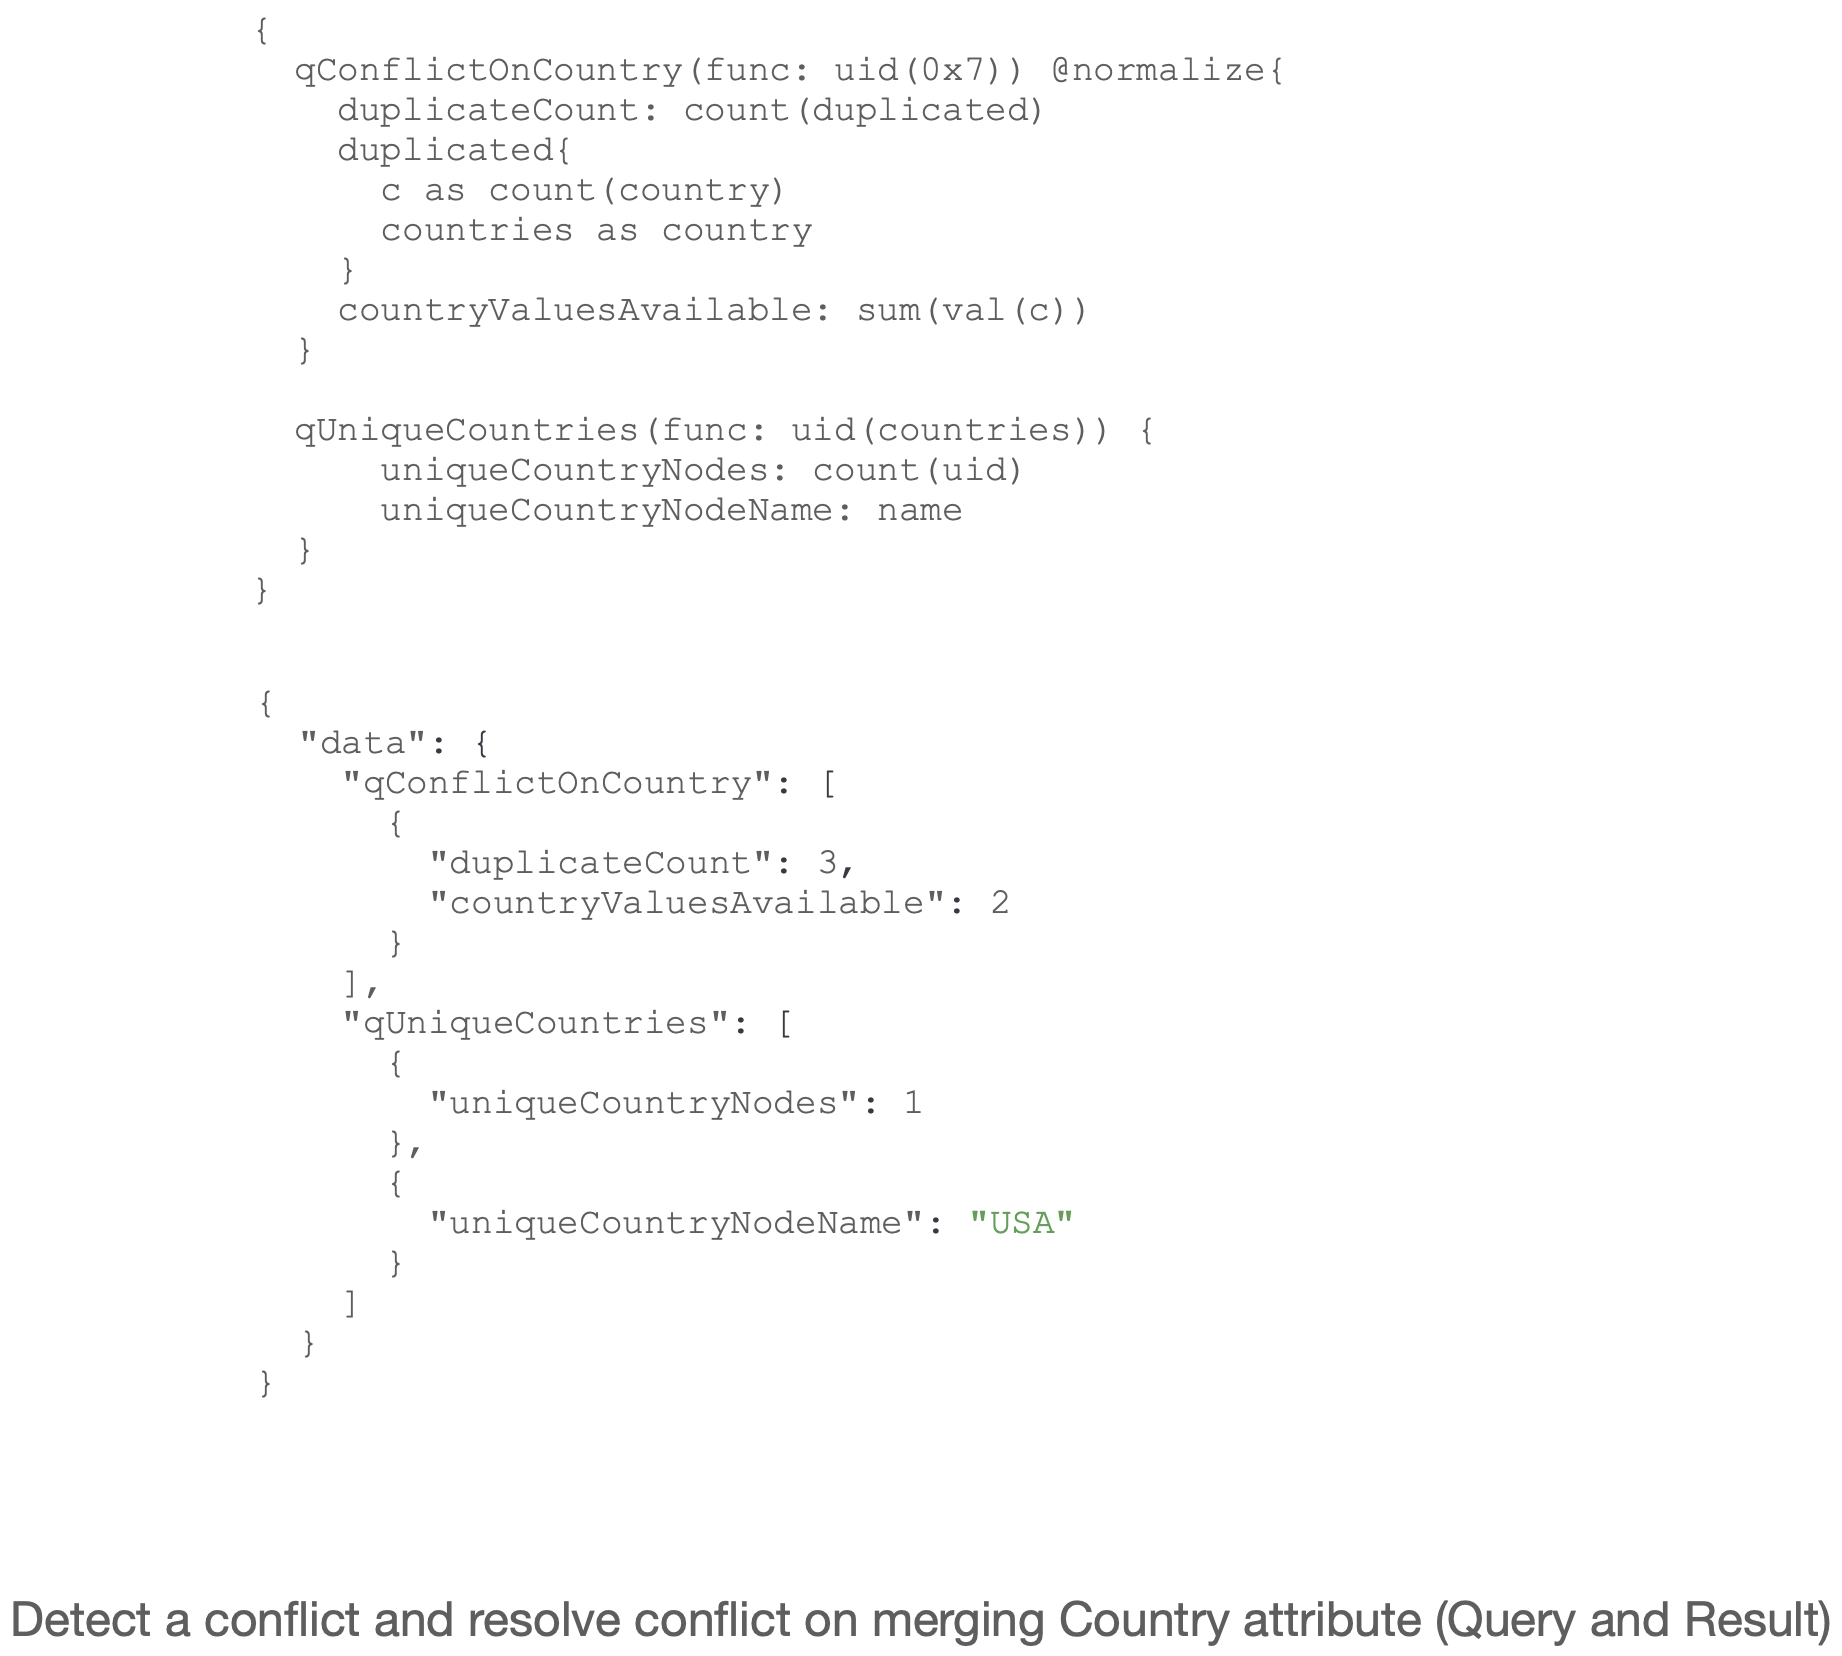 {
  qConflictOnCountry(func: uid(0x7)) @normalize{
    duplicateCount: count(duplicated)
    duplicated{
      c as count(country)
      countries as country
    }
    countryValuesAvailable: sum(val(c))
  }

  qUniqueCountries(func: uid(countries)) {
      uniqueCountryNodes: count(uid)
      uniqueCountryNodeName: name
  }
}

{
  "data": {
    "qConflictOnCountry": [
      {
        "duplicateCount": 3,
        "countryValuesAvailable": 2
      }
    ],
    "qUniqueCountries": [
      {
        "uniqueCountryNodes": 1
      },
      {
        "uniqueCountryNodeName": "USA"
      }
    ]
  }
}

Detect a conflict and resolve conflict on merging Country attribute (Query and Result)